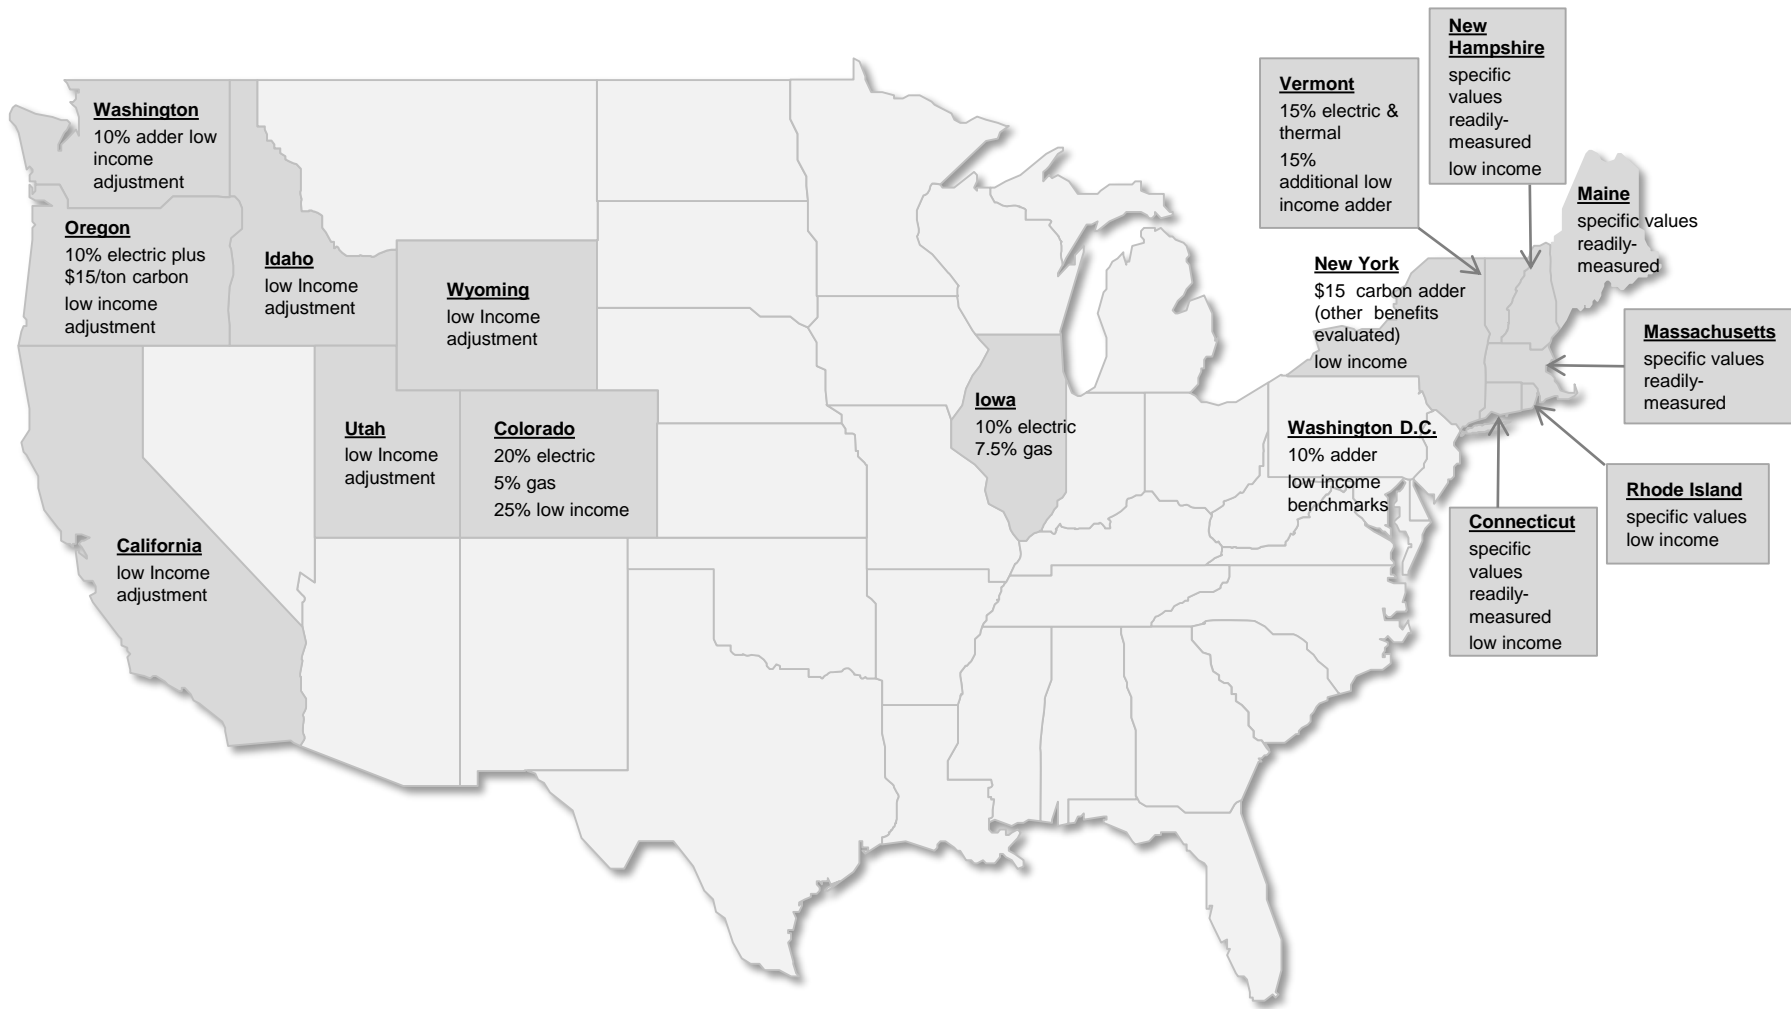 Washington
10% adder low
income
adjustment
Oregon
10% electric plus
$15/ton carbon
low income
adjustment
Idaho
low Income
adjustment
Wyoming
low Income
adjustment
Utah
low Income
adjustment
Colorado
20% electric
5% gas
25% low income
California
low Income
adjustment
Iowa
10% electric
7.5% gas
New York
$15 carbon adder
(other benefits
evaluated)
low income
Washington D.C.
10% adder
low income
benchmarks
Vermont
15% electric &
thermal
15%
additional low
income adder
New
Hampshire
specific
values
readily-
measured
low income
Maine
specific values
readily-
measured
Massachusetts
specific values
readily-
measured
Rhode Island
specific values
low income
Connecticut
specific
values
readily-
measured
low income